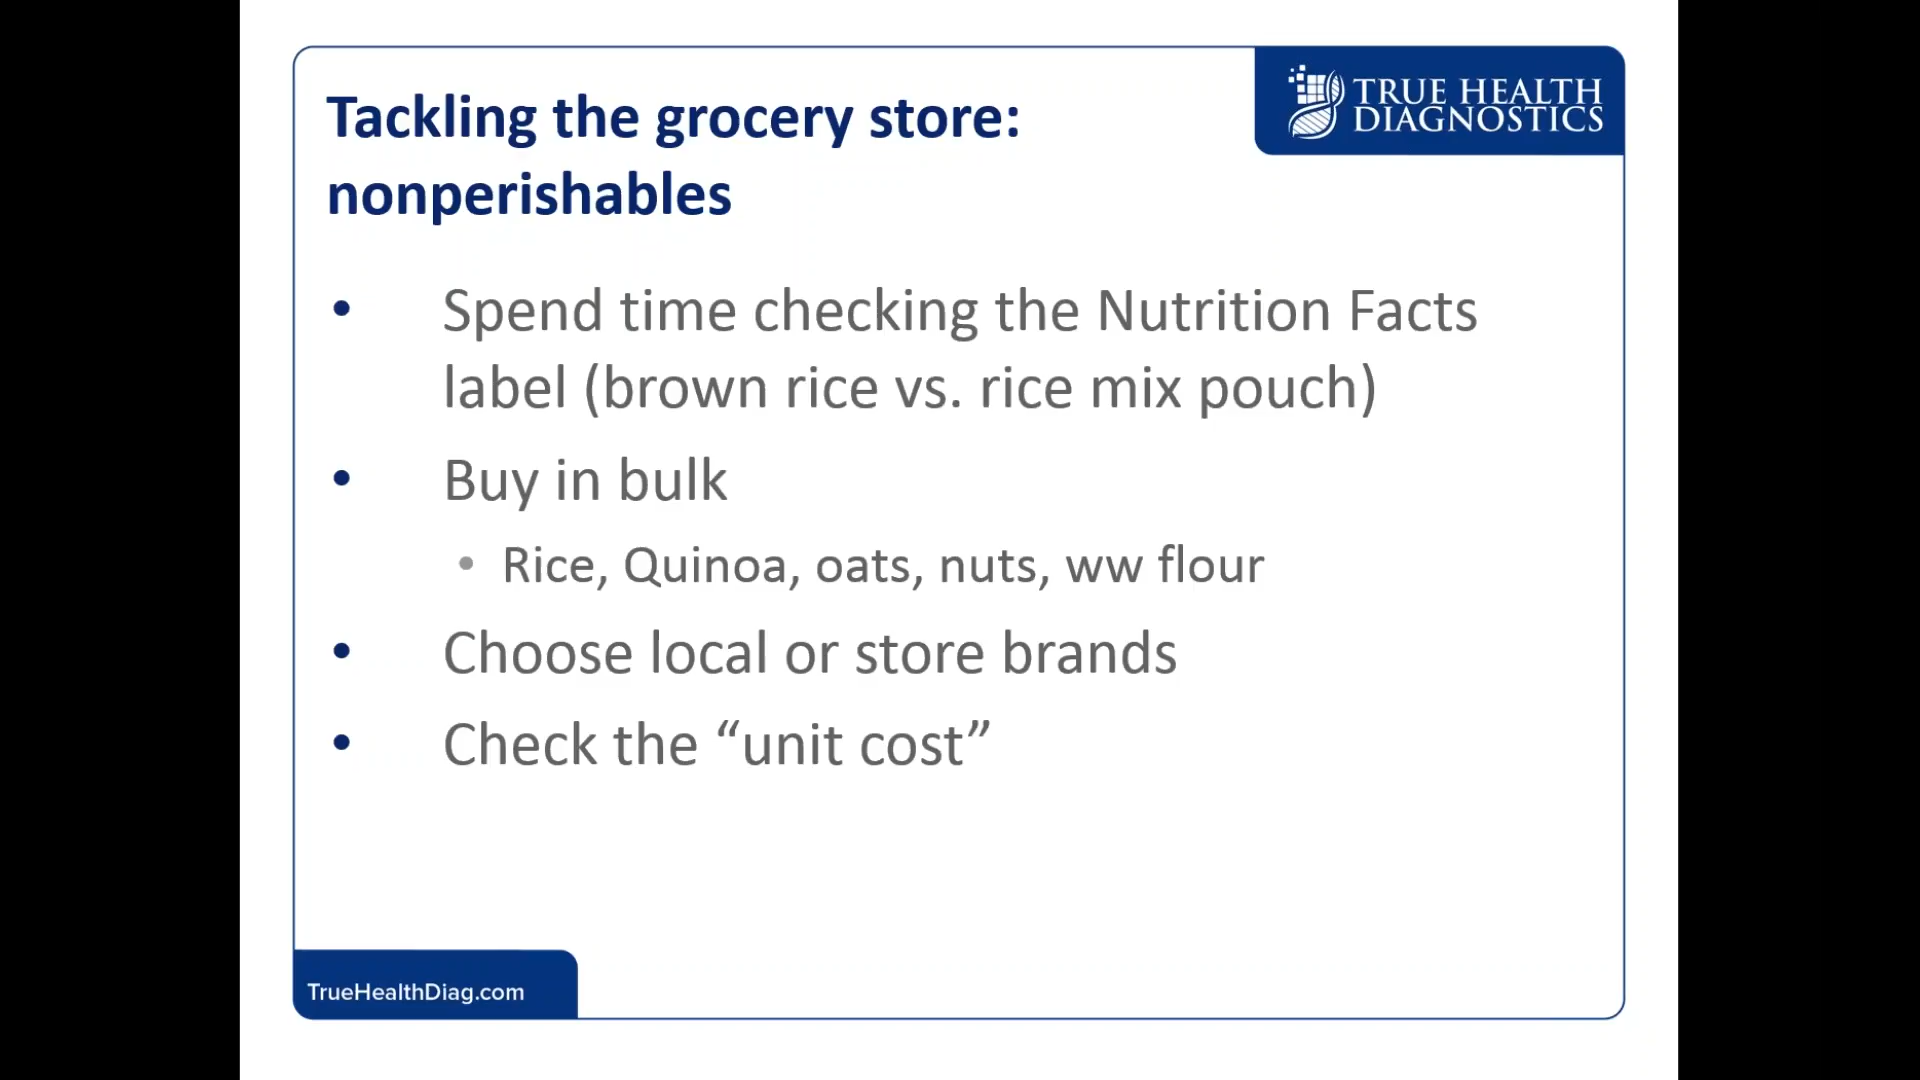 Tackling the grocery store:
nonperishables
TRUE HEALTH
DIAGNOSTICS
• Spend time checking the Nutrition Facts
label (brown rice vs. rice mix pouch)
• Buy in bulk
• Rice, Quinoa, oats, nuts, ww flour
• Choose local or store brands
• Check the “unit cost”
TrueHealthDiag.com